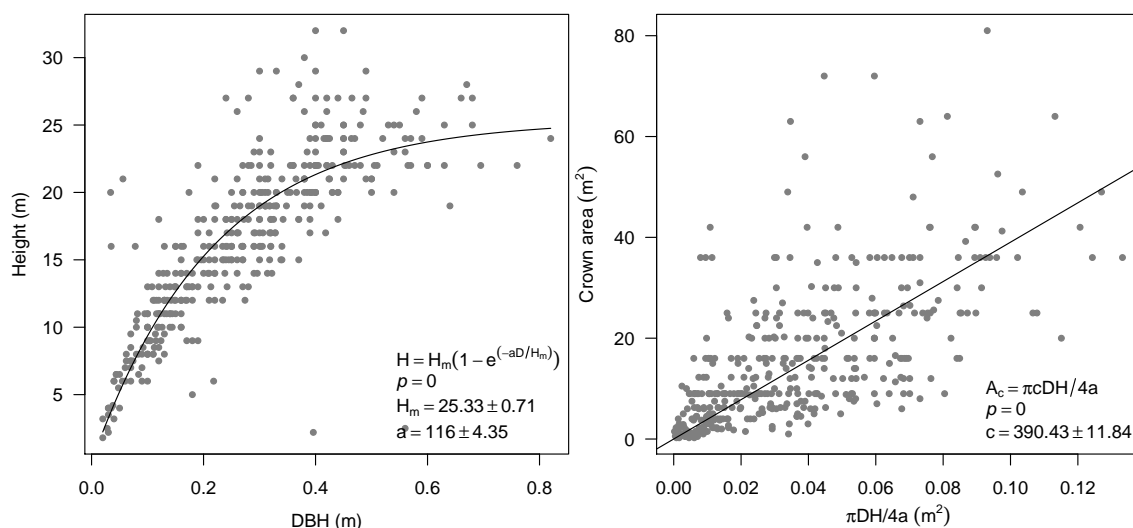 30
25
20
15
10
5
Height (m)
0.0 0.2 0.4 0.6 0.8
DBH (m)
H = Hₘ(1 − e^(−aD/Hₘ))
p = 0
Hₘ = 25.33 ± 0.71
a = 116 ± 4.35
80
60
40
20
0
Crown area (m²)
0.00 0.02 0.04 0.06 0.08 0.10 0.12
πDH/4a (m²)
A_c = πcDH/4a
p = 0
c = 390.43 ± 11.84